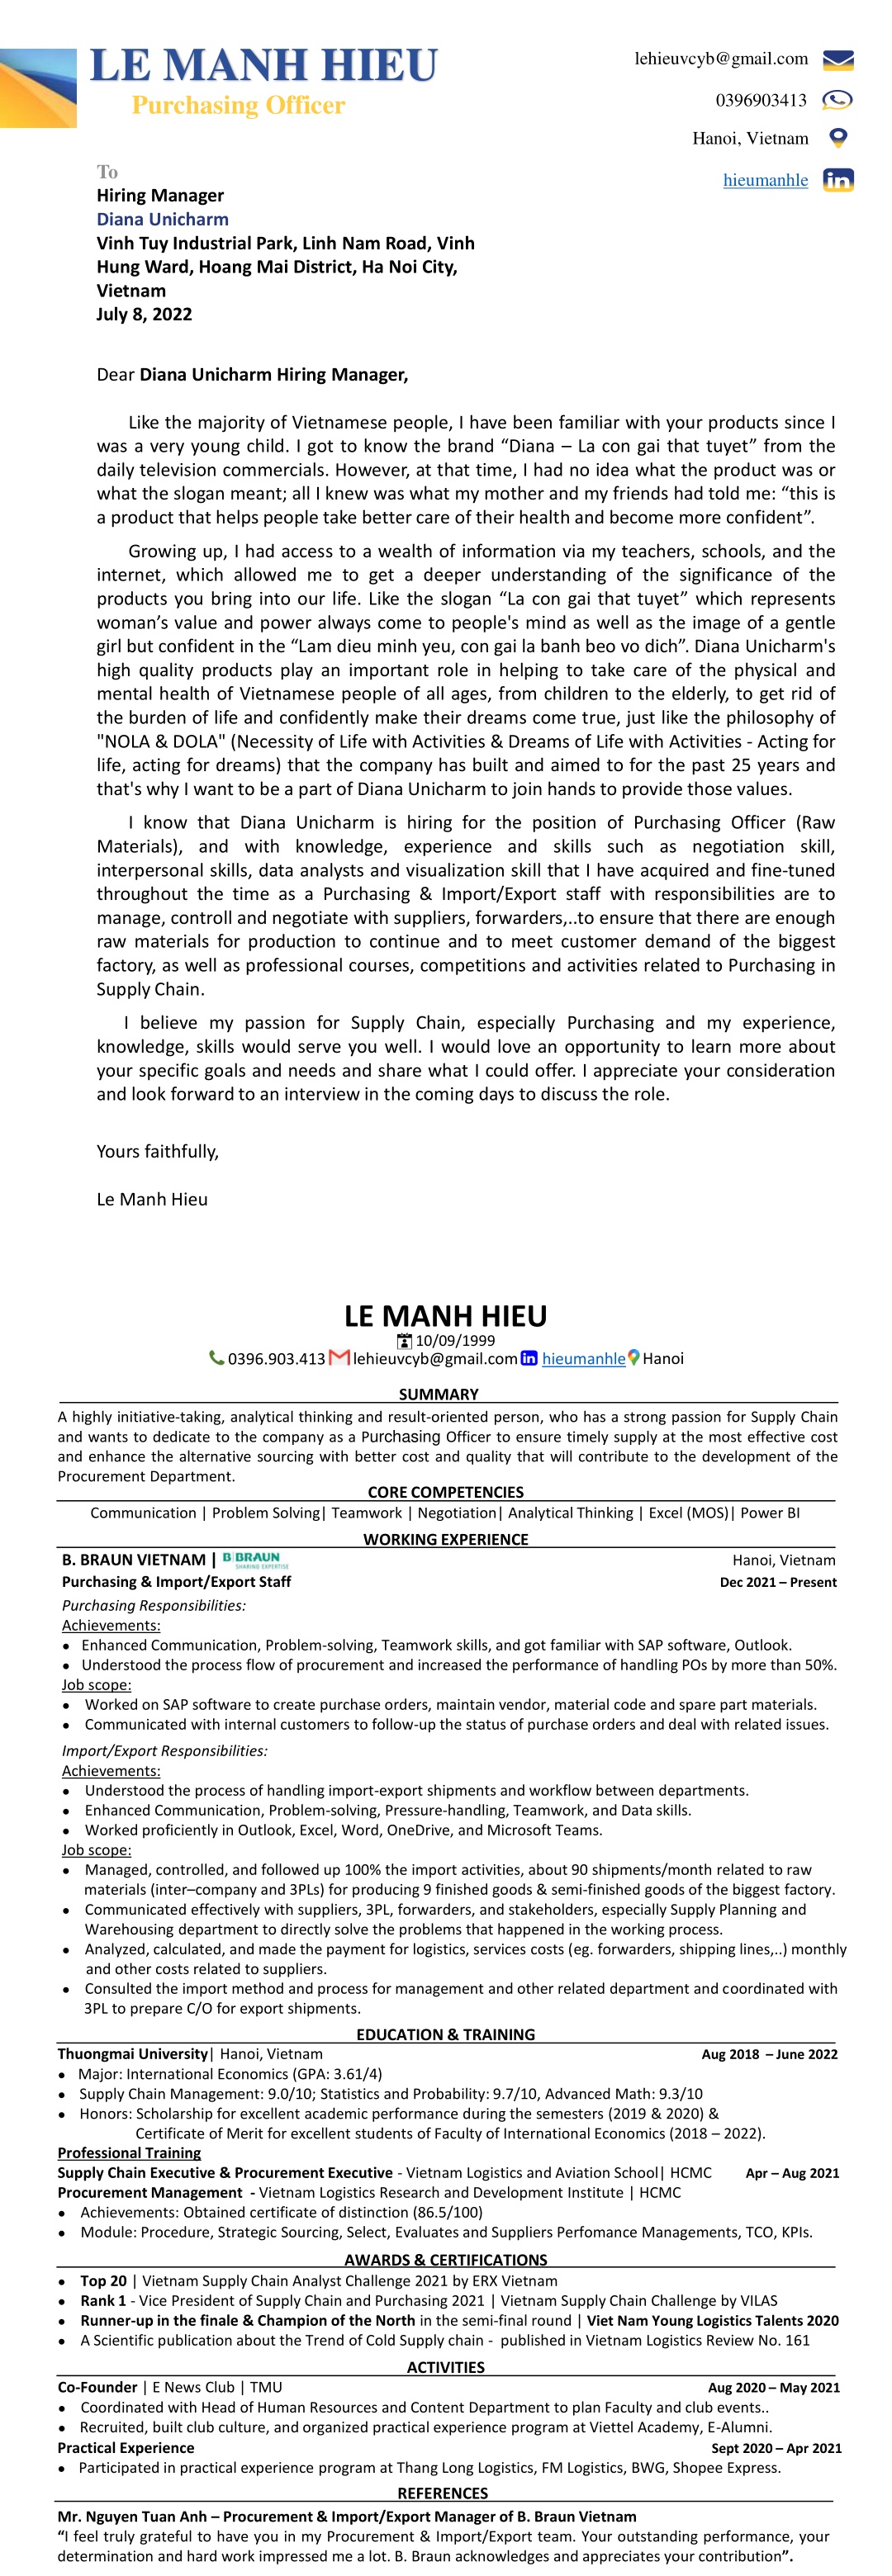 LE MANH HIEU
Purchasing Officer
lehieuvcyb@gmail.com
0396903413
Hanoi, Vietnam
hieumanhle
To
Hiring Manager
Diana Unicharm
Vinh Tuy Industrial Park, Linh Nam Road, Vinh
Hung Ward, Hoang Mai District, Ha Noi City,
Vietnam
July 8, 2022
Dear Diana Unicharm Hiring Manager,
Like the majority of Vietnamese people, I have been familiar with your products since I
was a very young child. I got to know the brand “Diana – La con gai that tuyet” from the
daily television commercials. However, at that time, I had no idea what the product was or
what the slogan meant; all I knew was what my mother and my friends had told me: “this is
a product that helps people take better care of their health and become more confident”.
Growing up, I had access to a wealth of information via my teachers, schools, and the
internet, which allowed me to get a deeper understanding of the significance of the
products you bring into our life. Like the slogan “La con gai that tuyet” which represents
woman’s value and power always come to people's mind as well as the image of a gentle
girl but confident in the “Lam dieu minh yeu, con gai la banh beo vo dich”. Diana Unicharm's
high quality products play an important role in helping to take care of the physical and
mental health of Vietnamese people of all ages, from children to the elderly, to get rid of
the burden of life and confidently make their dreams come true, just like the philosophy of
"NOLA & DOLA" (Necessity of Life with Activities & Dreams of Life with Activities - Acting for
life, acting for dreams) that the company has built and aimed to for the past 25 years and
that's why I want to be a part of Diana Unicharm to join hands to provide those values.
I know that Diana Unicharm is hiring for the position of Purchasing Officer (Raw
Materials), and with knowledge, experience and skills such as negotiation skill,
interpersonal skills, data analysts and visualization skill that I have acquired and fine-tuned
throughout the time as a Purchasing & Import/Export staff with responsibilities are to
manage, controll and negotiate with suppliers, forwarders,..to ensure that there are enough
raw materials for production to continue and to meet customer demand of the biggest
factory, as well as professional courses, competitions and activities related to Purchasing in
Supply Chain.
I believe my passion for Supply Chain, especially Purchasing and my experience,
knowledge, skills would serve you well. I would love an opportunity to learn more about
your specific goals and needs and share what I could offer. I appreciate your consideration
and look forward to an interview in the coming days to discuss the role.
Yours faithfully,
Le Manh Hieu
LE MANH HIEU
10/09/1999
0396.903.413 lehieuvcyb@gmail.com in hieumanhle Hanoi
SUMMARY
A highly initiative-taking, analytical thinking and result-oriented person, who has a strong passion for Supply Chain
and wants to dedicate to the company as a Purchasing Officer to ensure timely supply at the most effective cost
and enhance the alternative sourcing with better cost and quality that will contribute to the development of the
Procurement Department.
CORE COMPETENCIES
Communication | Problem Solving| Teamwork | Negotiation| Analytical Thinking | Excel (MOS)| Power BI
WORKING EXPERIENCE
B. BRAUN VIETNAM | B|BRAUN SHARING EXPERTISE Hanoi, Vietnam
Purchasing & Import/Export Staff Dec 2021 – Present
Purchasing Responsibilities:
Achievements:
• Enhanced Communication, Problem-solving, Teamwork skills, and got familiar with SAP software, Outlook.
• Understood the process flow of procurement and increased the performance of handling POs by more than 50%.
Job scope:
• Worked on SAP software to create purchase orders, maintain vendor, material code and spare part materials.
• Communicated with internal customers to follow-up the status of purchase orders and deal with related issues.
Import/Export Responsibilities:
Achievements:
• Understood the process of handling import-export shipments and workflow between departments.
• Enhanced Communication, Problem-solving, Pressure-handling, Teamwork, and Data skills.
• Worked proficiently in Outlook, Excel, Word, OneDrive, and Microsoft Teams.
Job scope:
• Managed, controlled, and followed up 100% the import activities, about 90 shipments/month related to raw
materials (inter–company and 3PLs) for producing 9 finished goods & semi-finished goods of the biggest factory.
• Communicated effectively with suppliers, 3PL, forwarders, and stakeholders, especially Supply Planning and
Warehousing department to directly solve the problems that happened in the working process.
• Analyzed, calculated, and made the payment for logistics, services costs (eg. forwarders, shipping lines,..) monthly
and other costs related to suppliers.
• Consulted the import method and process for management and other related department and coordinated with
3PL to prepare C/O for export shipments.
EDUCATION & TRAINING
Thuongmai University| Hanoi, Vietnam Aug 2018 – June 2022
• Major: International Economics (GPA: 3.61/4)
• Supply Chain Management: 9.0/10; Statistics and Probability: 9.7/10, Advanced Math: 9.3/10
• Honors: Scholarship for excellent academic performance during the semesters (2019 & 2020) &
Certificate of Merit for excellent students of Faculty of International Economics (2018 – 2022).
Professional Training
Supply Chain Executive & Procurement Executive - Vietnam Logistics and Aviation School| HCMC Apr – Aug 2021
Procurement Management - Vietnam Logistics Research and Development Institute | HCMC
• Achievements: Obtained certificate of distinction (86.5/100)
• Module: Procedure, Strategic Sourcing, Select, Evaluates and Suppliers Perfomance Managements, TCO, KPIs.
AWARDS & CERTIFICATIONS
• Top 20 | Vietnam Supply Chain Analyst Challenge 2021 by ERX Vietnam
• Rank 1 - Vice President of Supply Chain and Purchasing 2021 | Vietnam Supply Chain Challenge by VILAS
• Runner-up in the finale & Champion of the North in the semi-final round | Viet Nam Young Logistics Talents 2020
• A Scientific publication about the Trend of Cold Supply chain - published in Vietnam Logistics Review No. 161
ACTIVITIES
Co-Founder | E News Club | TMU Aug 2020 – May 2021
• Coordinated with Head of Human Resources and Content Department to plan Faculty and club events..
• Recruited, built club culture, and organized practical experience program at Viettel Academy, E-Alumni.
Practical Experience Sept 2020 – Apr 2021
• Participated in practical experience program at Thang Long Logistics, FM Logistics, BWG, Shopee Express.
REFERENCES
Mr. Nguyen Tuan Anh – Procurement & Import/Export Manager of B. Braun Vietnam
“I feel truly grateful to have you in my Procurement & Import/Export team. Your outstanding performance, your
determination and hard work impressed me a lot. B. Braun acknowledges and appreciates your contribution”.